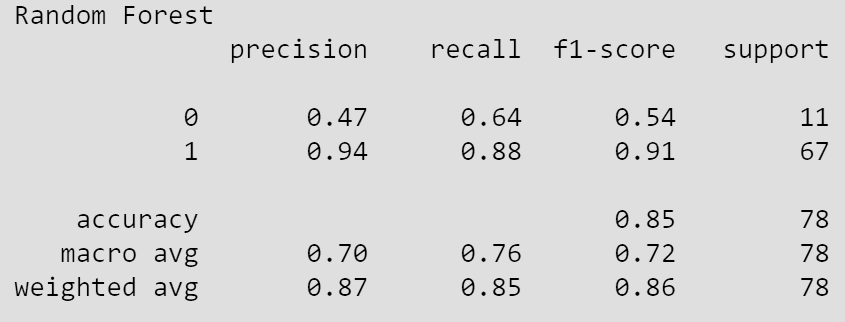 Random Forest
precision recall f1-score support
0 0.47 0.64 0.54 11
1 0.94 0.88 0.91 67
accuracy 0.85 78
macro avg 0.70 0.76 0.72 78
weighted avg 0.87 0.85 0.86 78